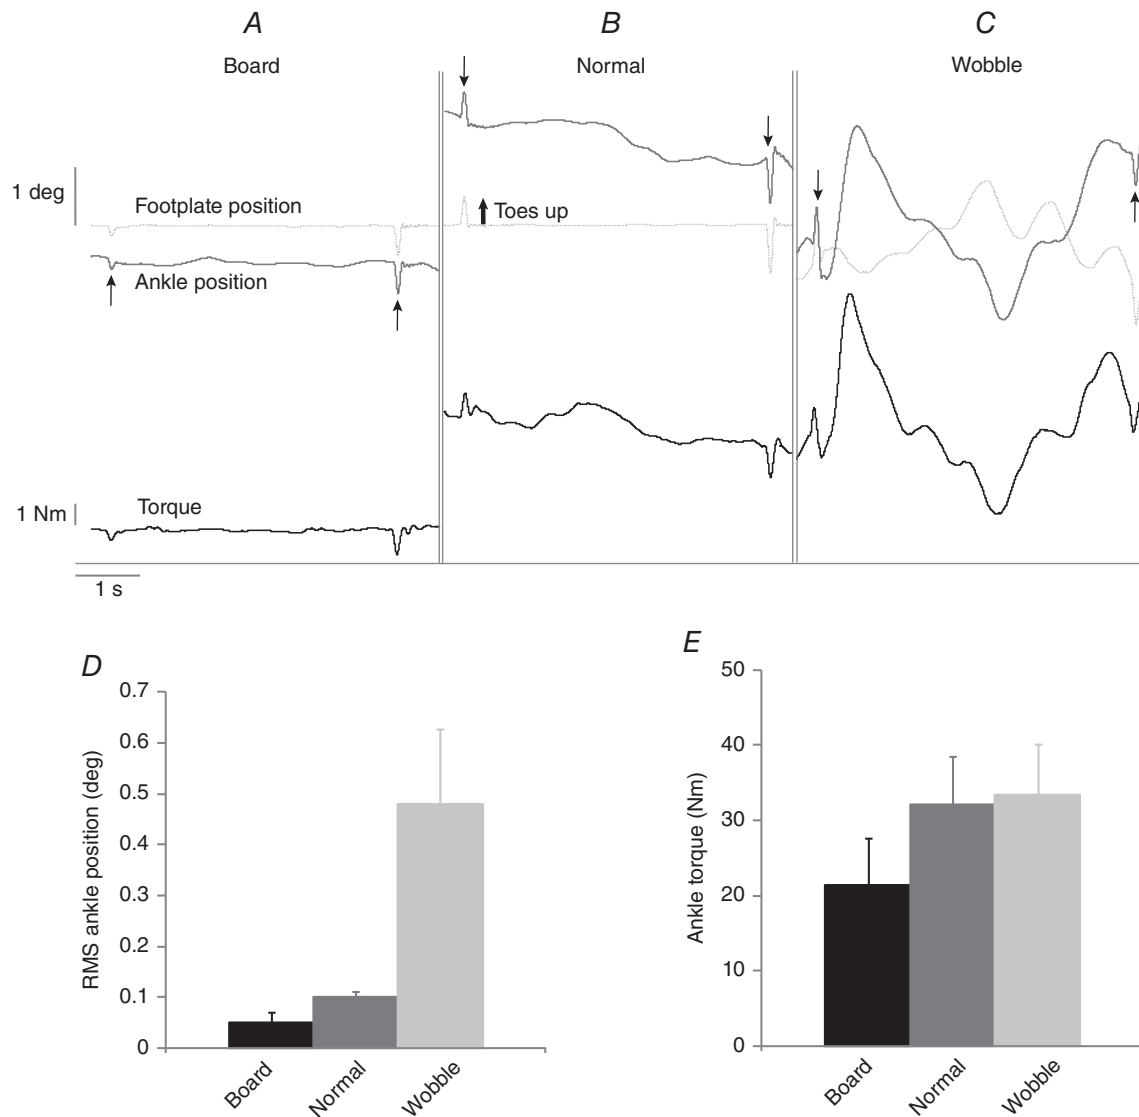 A
B
C
Board
Normal
Wobble
1 deg
Footplate position
Toes up
Ankle position
Torque
1 Nm
1 s
D
RMS ankle position (deg)
0.7
0.6
0.5
0.4
0.3
0.2
0.1
0
Board
Normal
Wobble
E
Ankle torque (Nm)
50
40
30
20
10
0
Board
Normal
Wobble